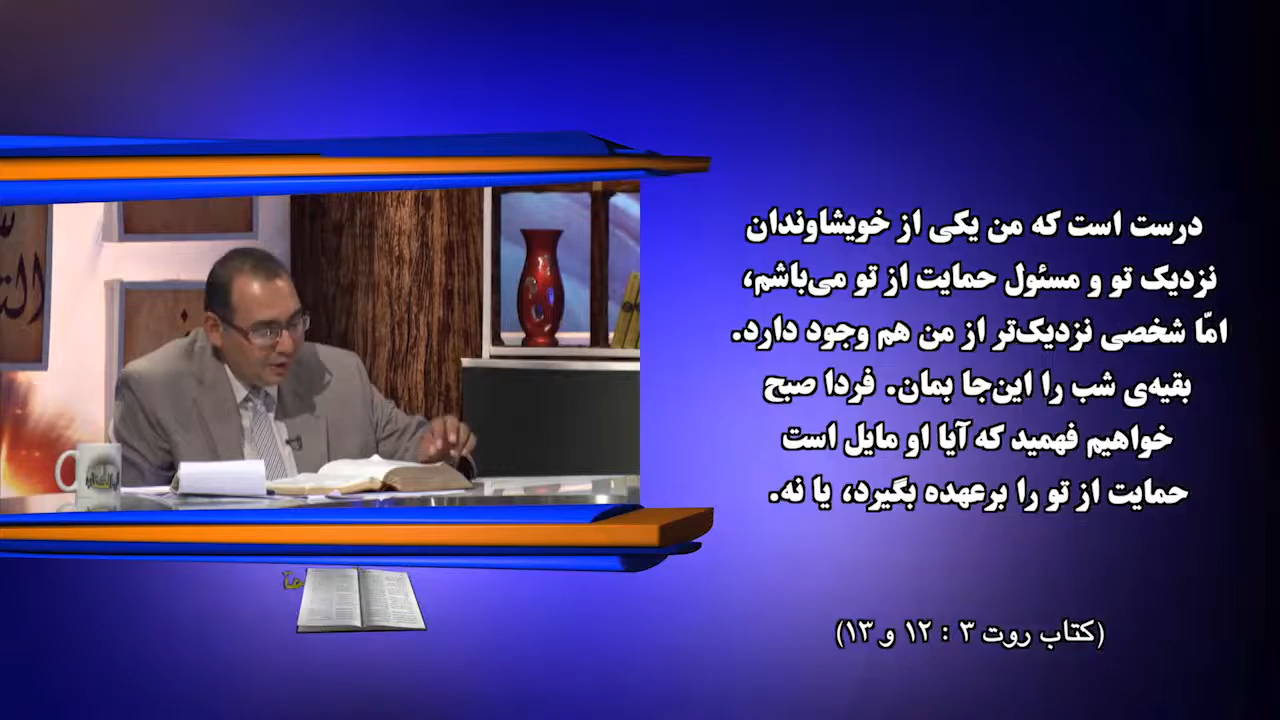 درست است که من یکی از خویشاوندان
نزدیک تو و مسئول حمایت از تو می‌باشم،
امّا شخصی نزدیک‌تر از من هم وجود دارد.
بقیه‌ی شب را این‌جا بمان. فردا صبح
خواهیم فهمید که آیا او مایل است
حمایت از تو را برعهده بگیرد، یا نه.
(کتاب روت ۳ : ۱۲ و ۱۳)